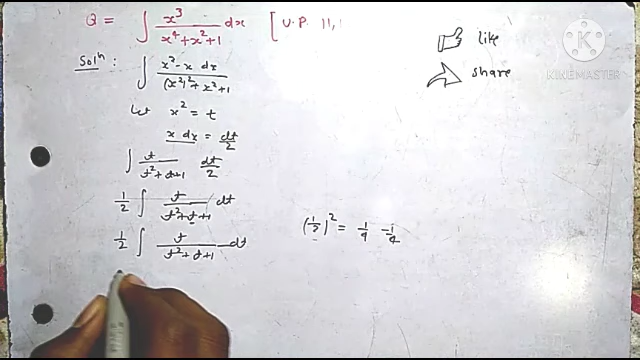 Q = ∫ x³ / (x⁴ + x² + 1) dx [U.P. 11,
Solⁿ : ∫ x² · x dx / ((x²)² + x² + 1)
Let x² = t
x dx = dt/2
∫ t / (t² + t + 1) dt/2
1/2 ∫ t / (t² + t + 1) dt
1/2 ∫ t / (t² + t + 1) dt
(1/2)² = 1/4 - 1/4
like
share
KINEMASTER